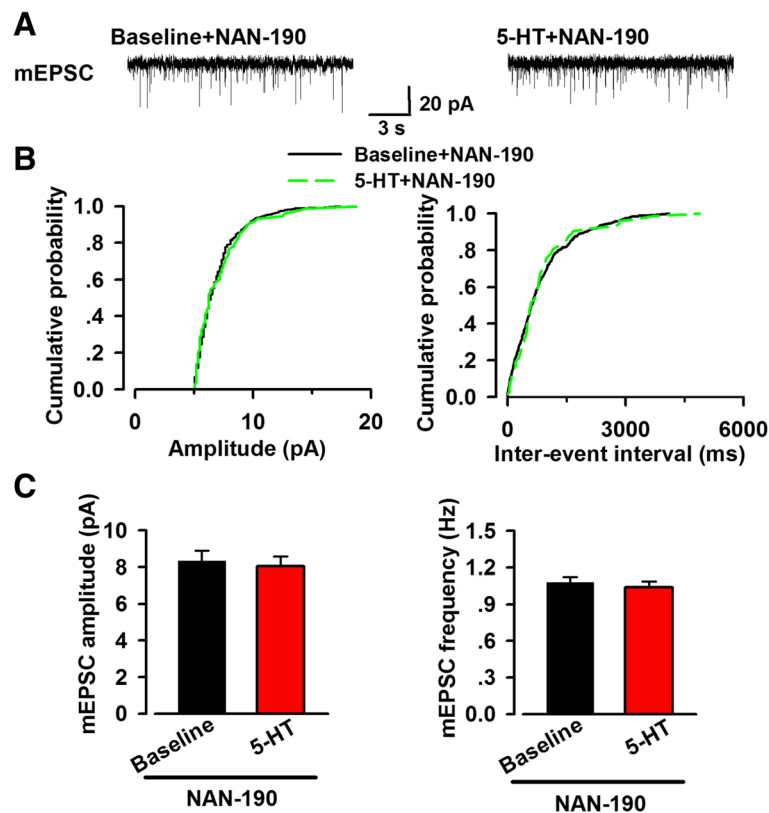 A
Baseline+NAN-190
5-HT+NAN-190
mEPSC
20 pA
3 s
B
Baseline+NAN-190
5-HT+NAN-190
Cumulative probability
1.0
.8
.6
.4
.2
0.0
0
10
20
Amplitude (pA)
Cumulative probability
1.0
.8
.6
.4
.2
0.0
0
3000
6000
Inter-event interval (ms)
C
mEPSC amplitude (pA)
10
8
6
4
2
0
Baseline
5-HT
NAN-190
mEPSC frequency (Hz)
1.5
1.2
.9
.6
.3
0.0
Baseline
5-HT
NAN-190